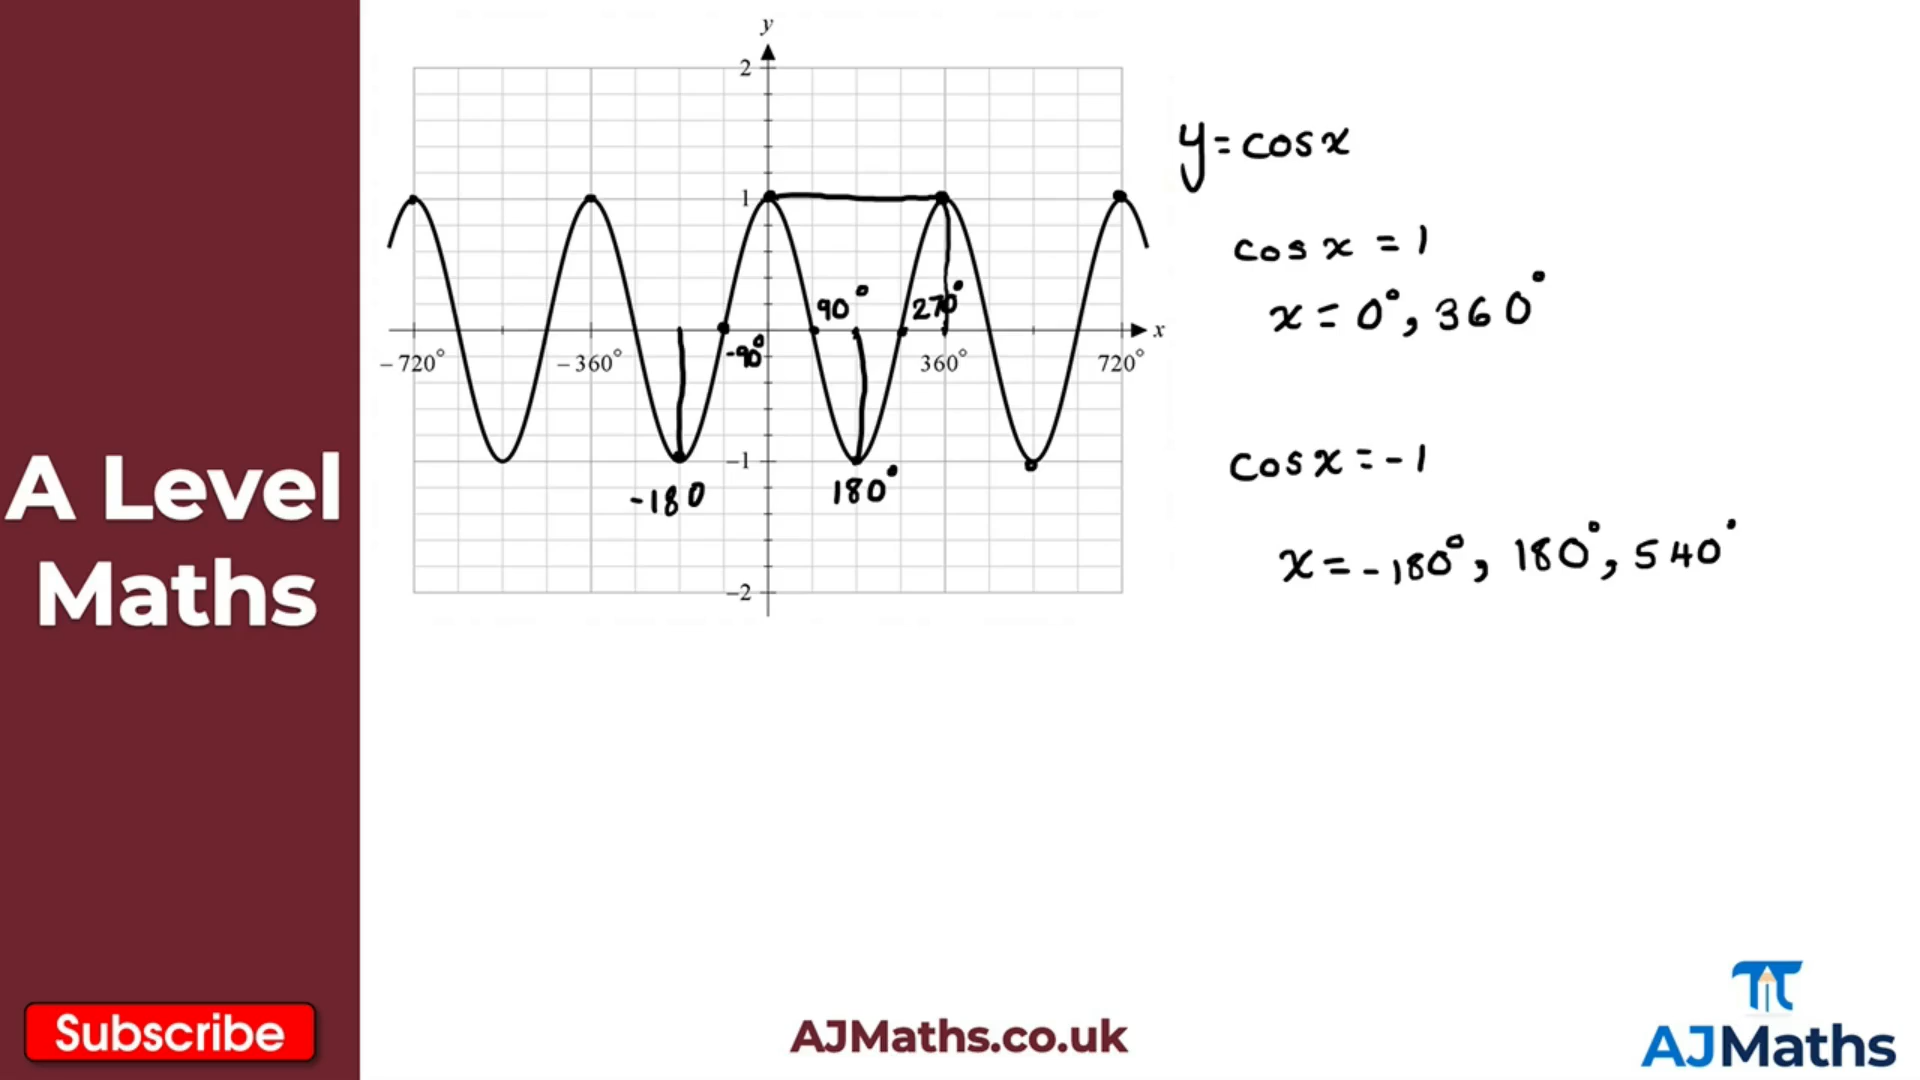 A Level
Maths
Subscribe
y
2
1
-1
-2
x
-720°
-360°
360°
720°
90°
270°
-90°
-180
180°
y = cos x
cos x = 1
x = 0°, 360°
cos x = -1
x = -180°, 180°, 540°
AJMaths.co.uk
AJMaths